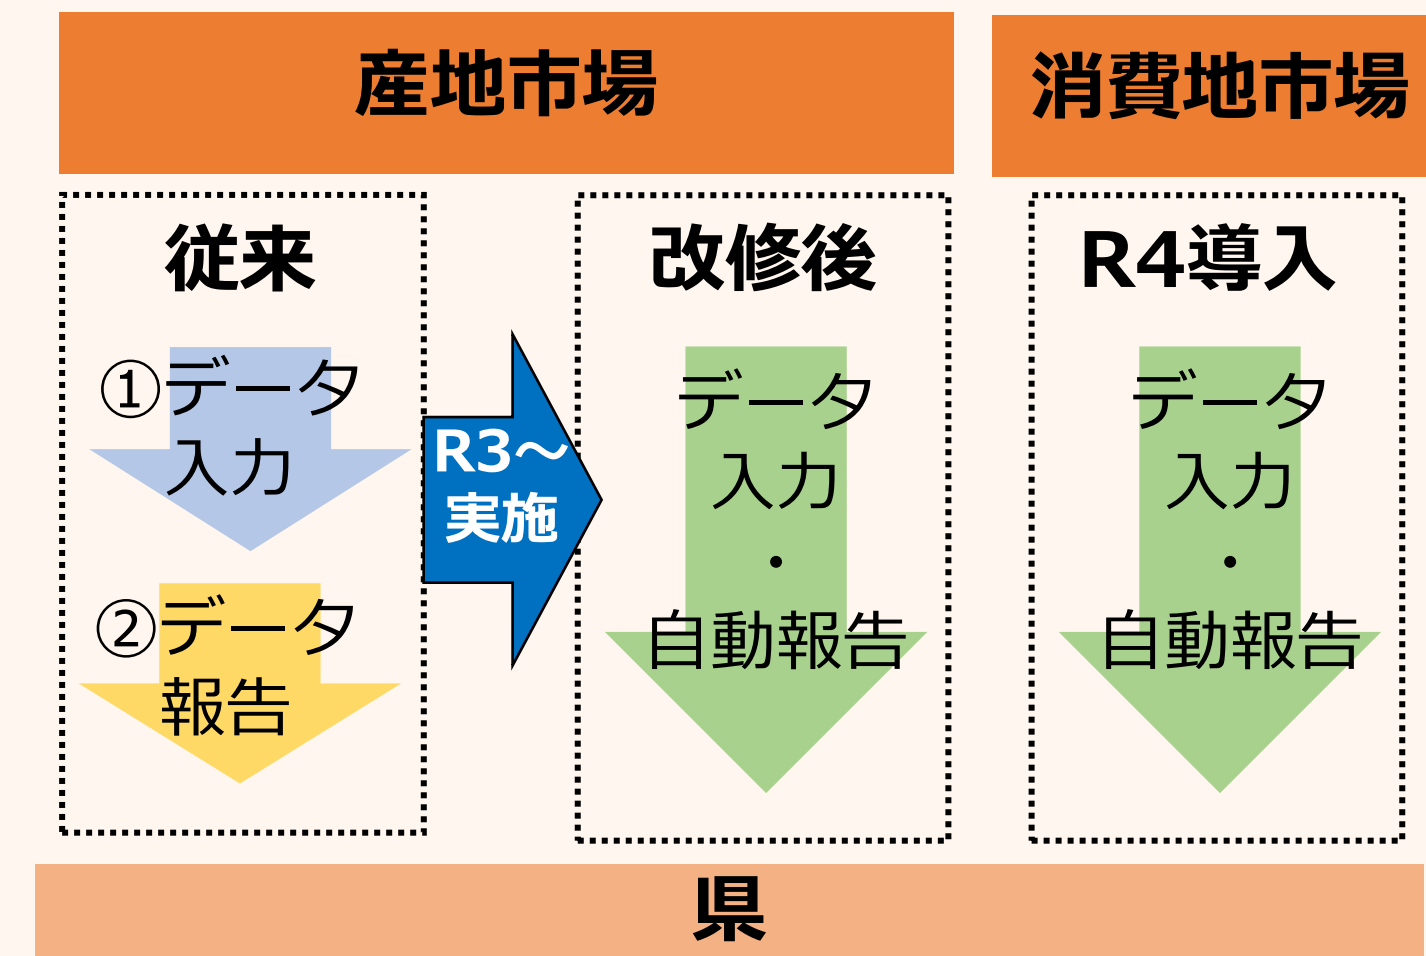 産地市場
消費地市場
従来
①データ
入力
②データ
報告
R3～
実施
改修後
データ
入力
・
自動報告
R4導入
データ
入力
・
自動報告
県